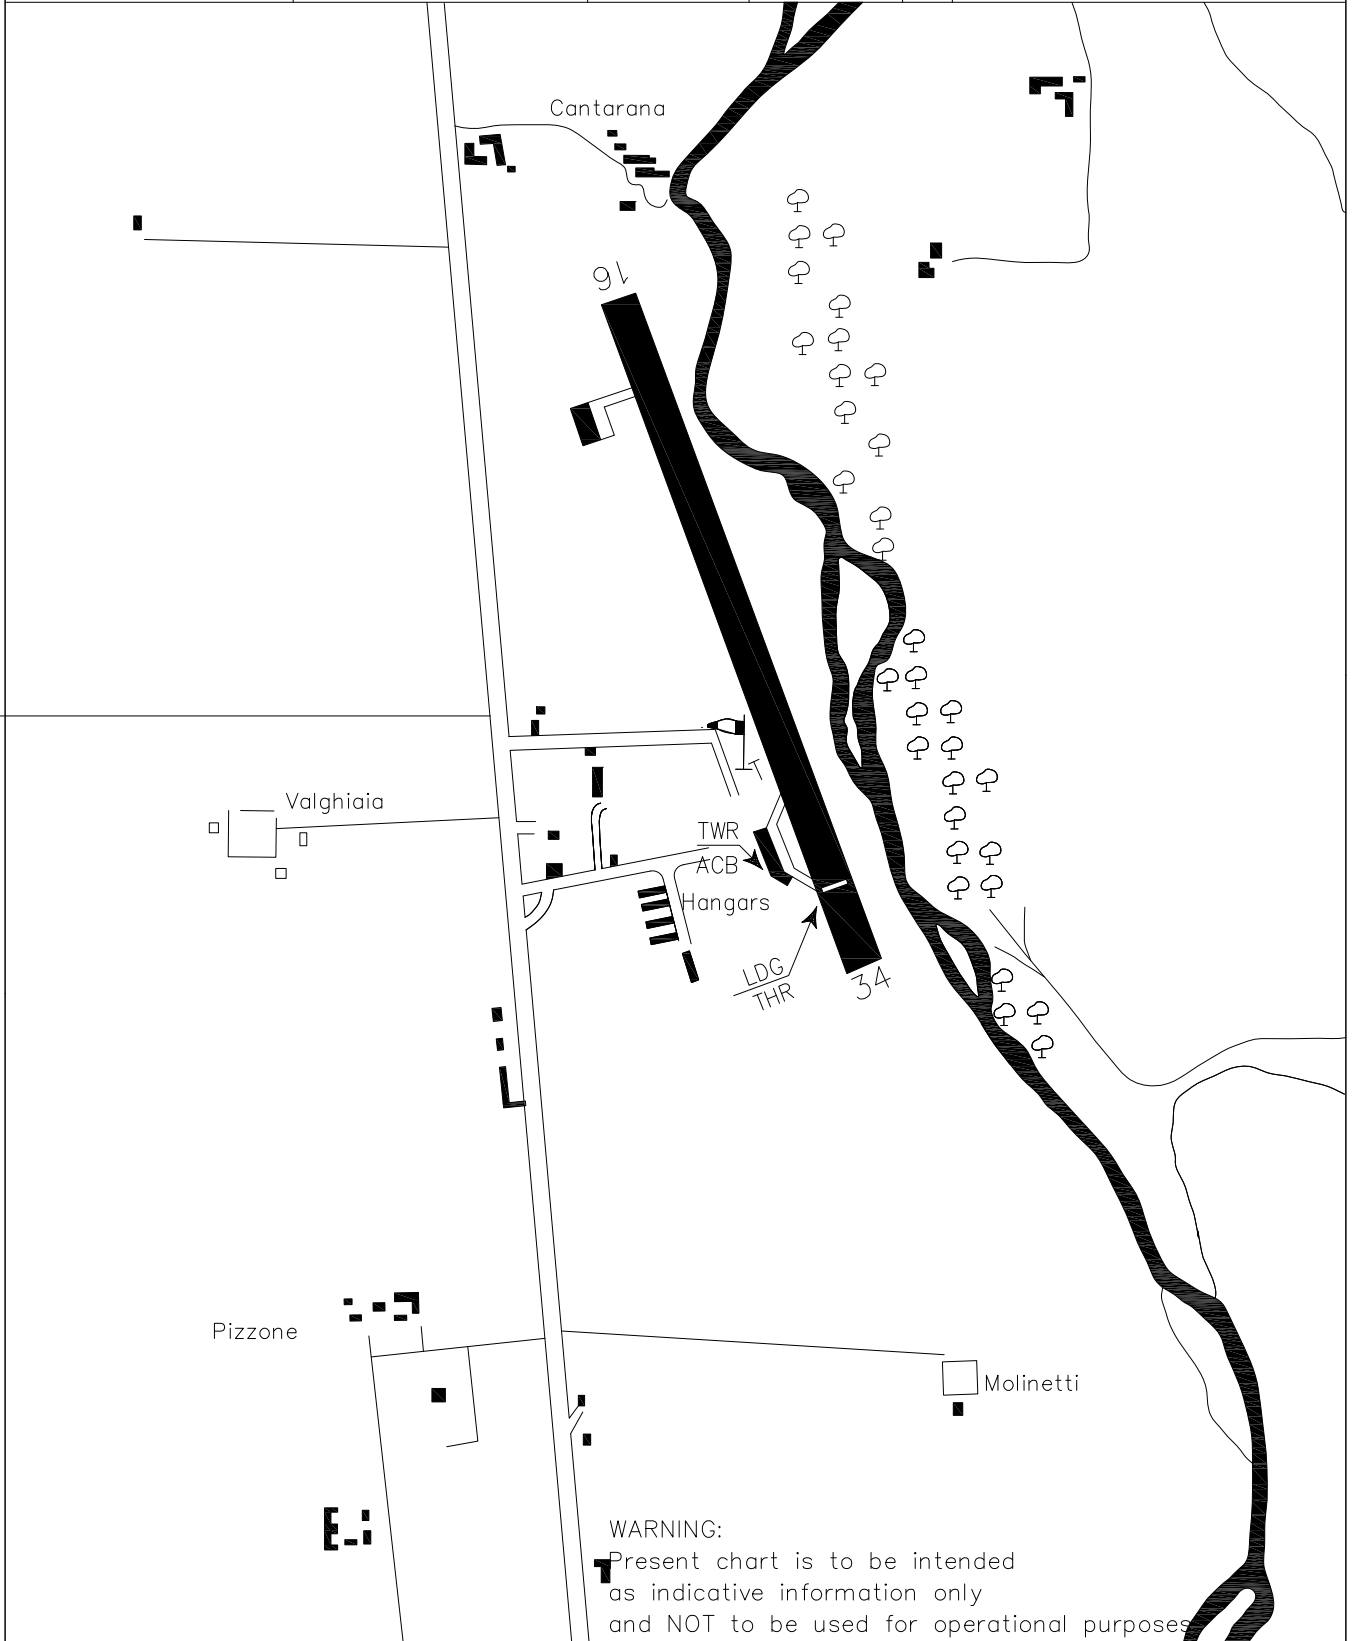 Cantarana
16
T
Valghiaia
TWR
ACB
Hangars
LDG
THR
34
Pizzone
Molinetti
WARNING:
Present chart is to be intended
as indicative information only
and NOT to be used for operational purposes